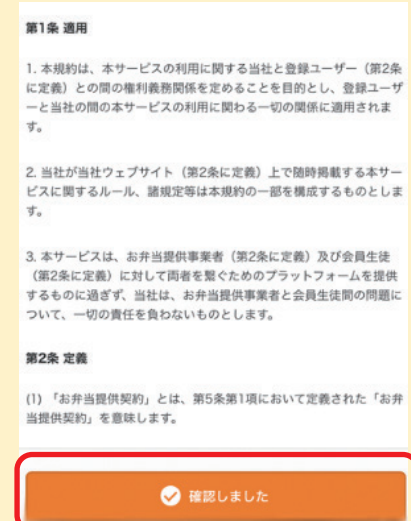 第1条 適用
1. 本規約は、本サービスの利用に関する当社と登録ユーザー（第2条
に定義）との間の権利義務関係を定めることを目的とし、登録ユーザ
ーと当社の間の本サービスの利用に関わる一切の関係に適用されま
す。
2. 当社が当社ウェブサイト（第2条に定義）上で随時掲載する本サー
ビスに関するルール、諸規定等は本規約の一部を構成するものとしま
す。
3. 本サービスは、お弁当提供事業者（第2条に定義）及び会員生徒
（第2条に定義）に対して両者を繋ぐためのプラットフォームを提供
するものに過ぎず、当社は、お弁当提供事業者と会員生徒間の問題に
ついて、一切の責任を負わないものとします。
第2条 定義
(1) 「お弁当提供契約」とは、第5条第1項において定義された「お弁
当提供契約」を意味します。
確認しました